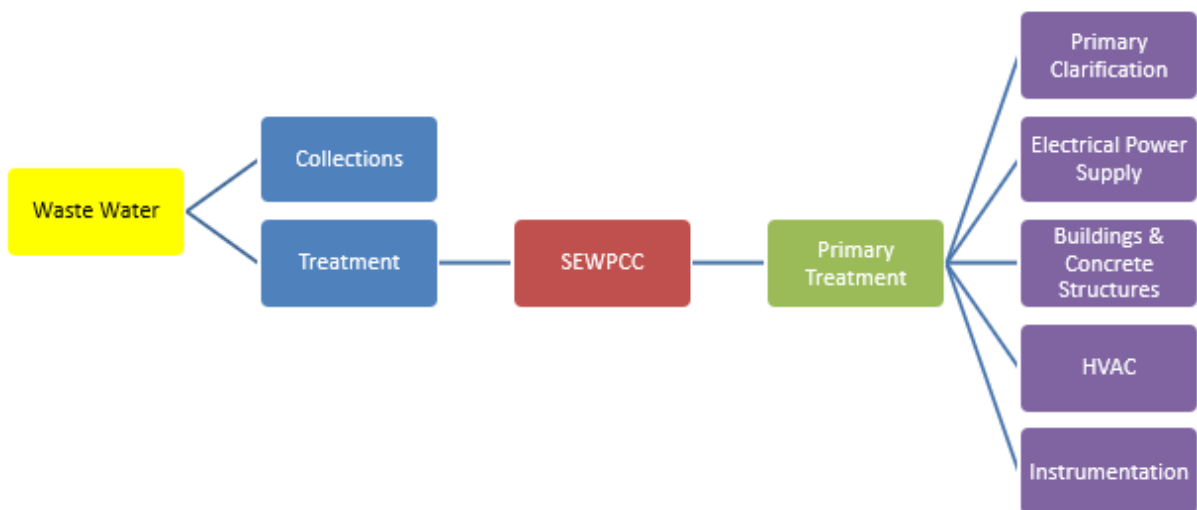 Waste Water
Collections
Treatment
SEWPCC
Primary
Treatment
Primary
Clarification
Electrical Power
Supply
Buildings &
Concrete
Structures
HVAC
Instrumentation